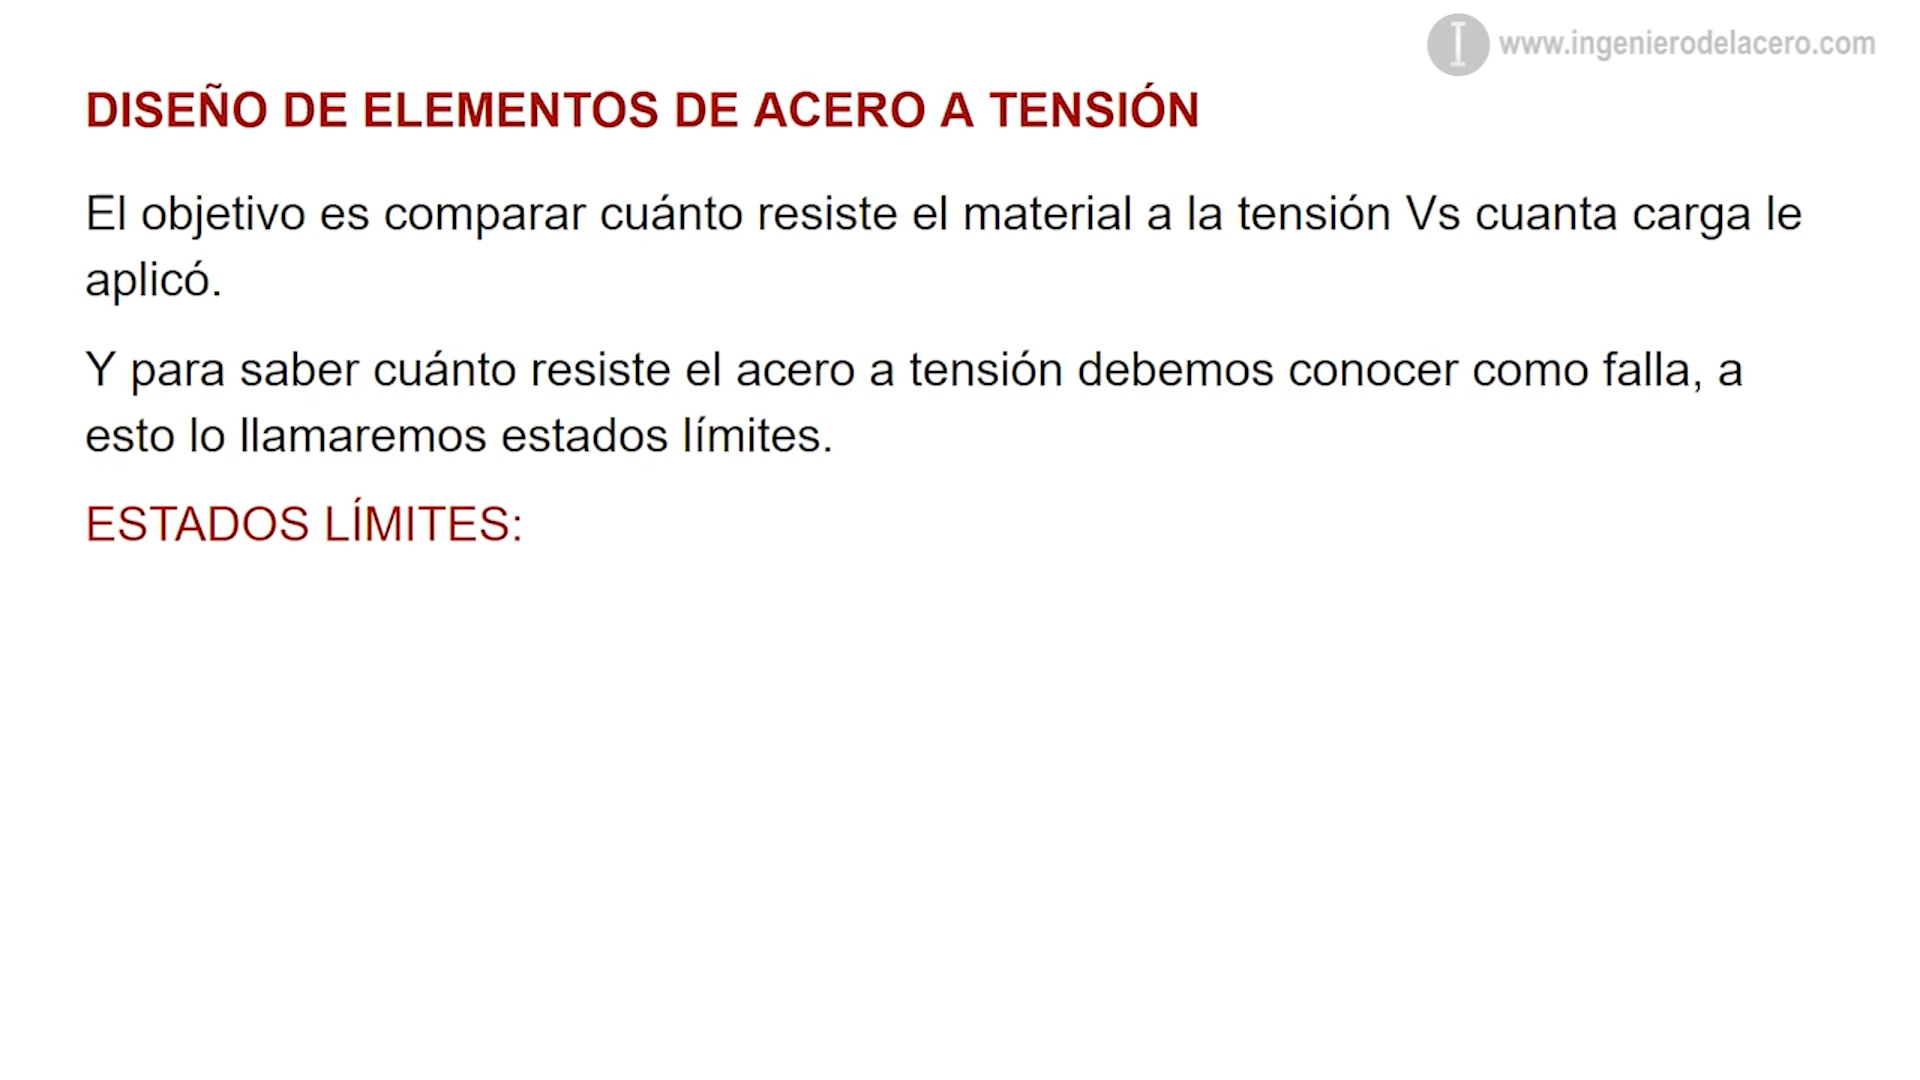 www.ingenierodelacero.com
DISEÑO DE ELEMENTOS DE ACERO A TENSIÓN
El objetivo es comparar cuánto resiste el material a la tensión Vs cuanta carga le
aplicó.
Y para saber cuánto resiste el acero a tensión debemos conocer como falla, a
esto lo llamaremos estados límites.
ESTADOS LÍMITES: